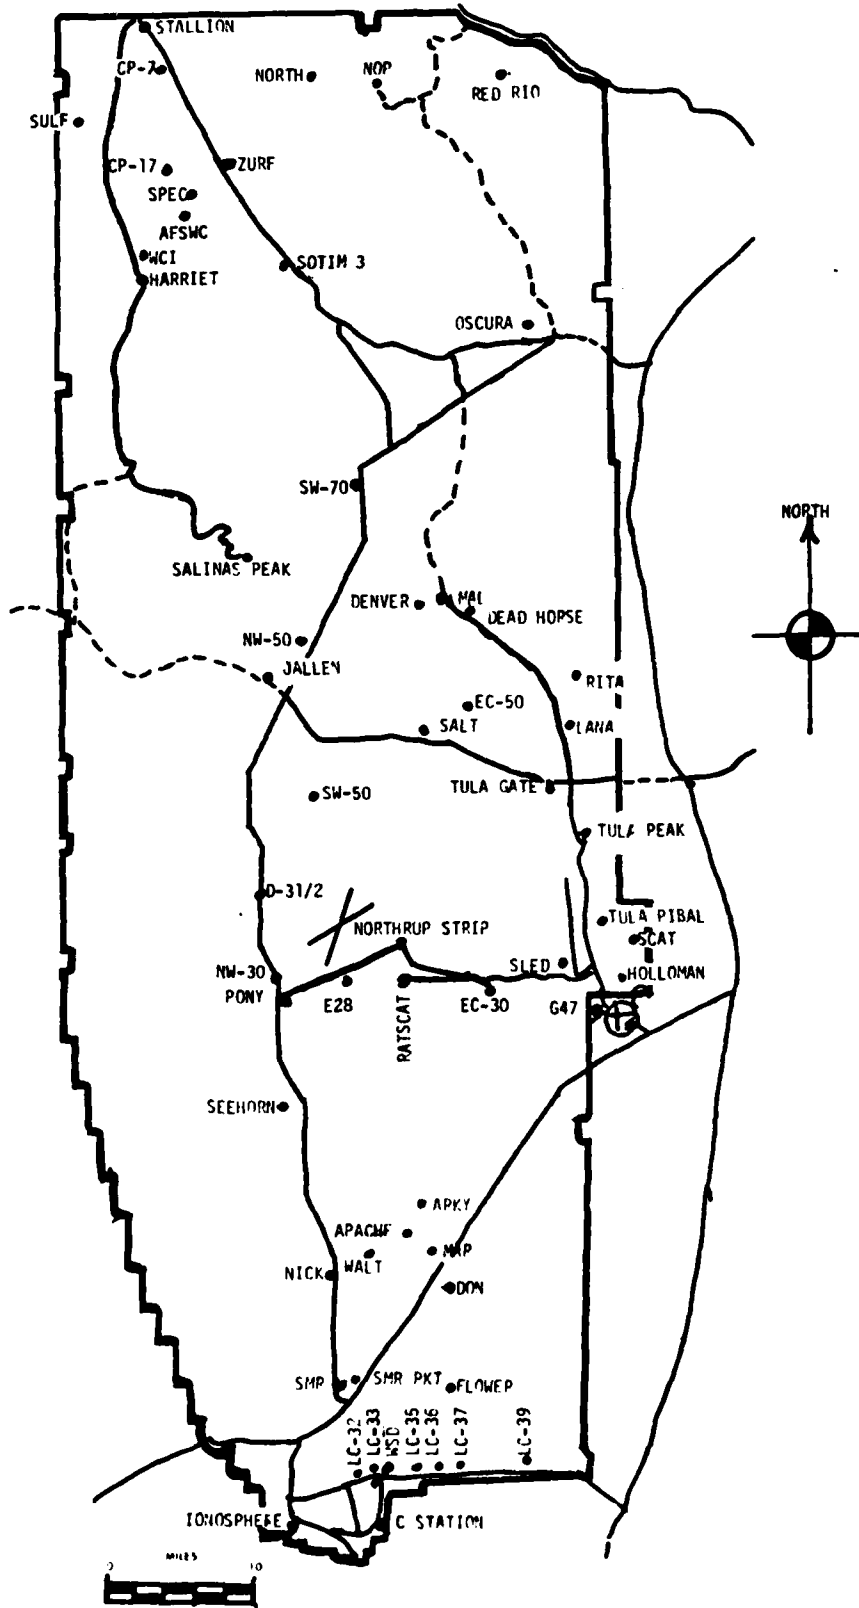 STALLION
CP-7
NORTH
NOP
RED RIO
SULF
CP-17
ZURF
SPEC
AFSWC
WCI
HARRIET
SOTIM 3
OSCURA
SW-70
NORTH
SALINAS PEAK
DENVER
MAL
DEAD HORSE
NW-50
JALLEN
RITA
EC-50
SALT
LANA
TULA GATE
SW-50
TULA PEAK
D-31/2
NORTHRUP STRIP
TULA PIBAL
SCAT
SLED
HOLLOMAN
NW-30
PONY
E28
RATSCAT
EC-30
G47
SEEHORN
APACHE
WALT
NICK
DON
SMR
SMR PKT
LC-32
LC-33
WSD
LC-35
LC-36
LC-37
LC-39
IONOSPHERE
C STATION
MILES
0 10